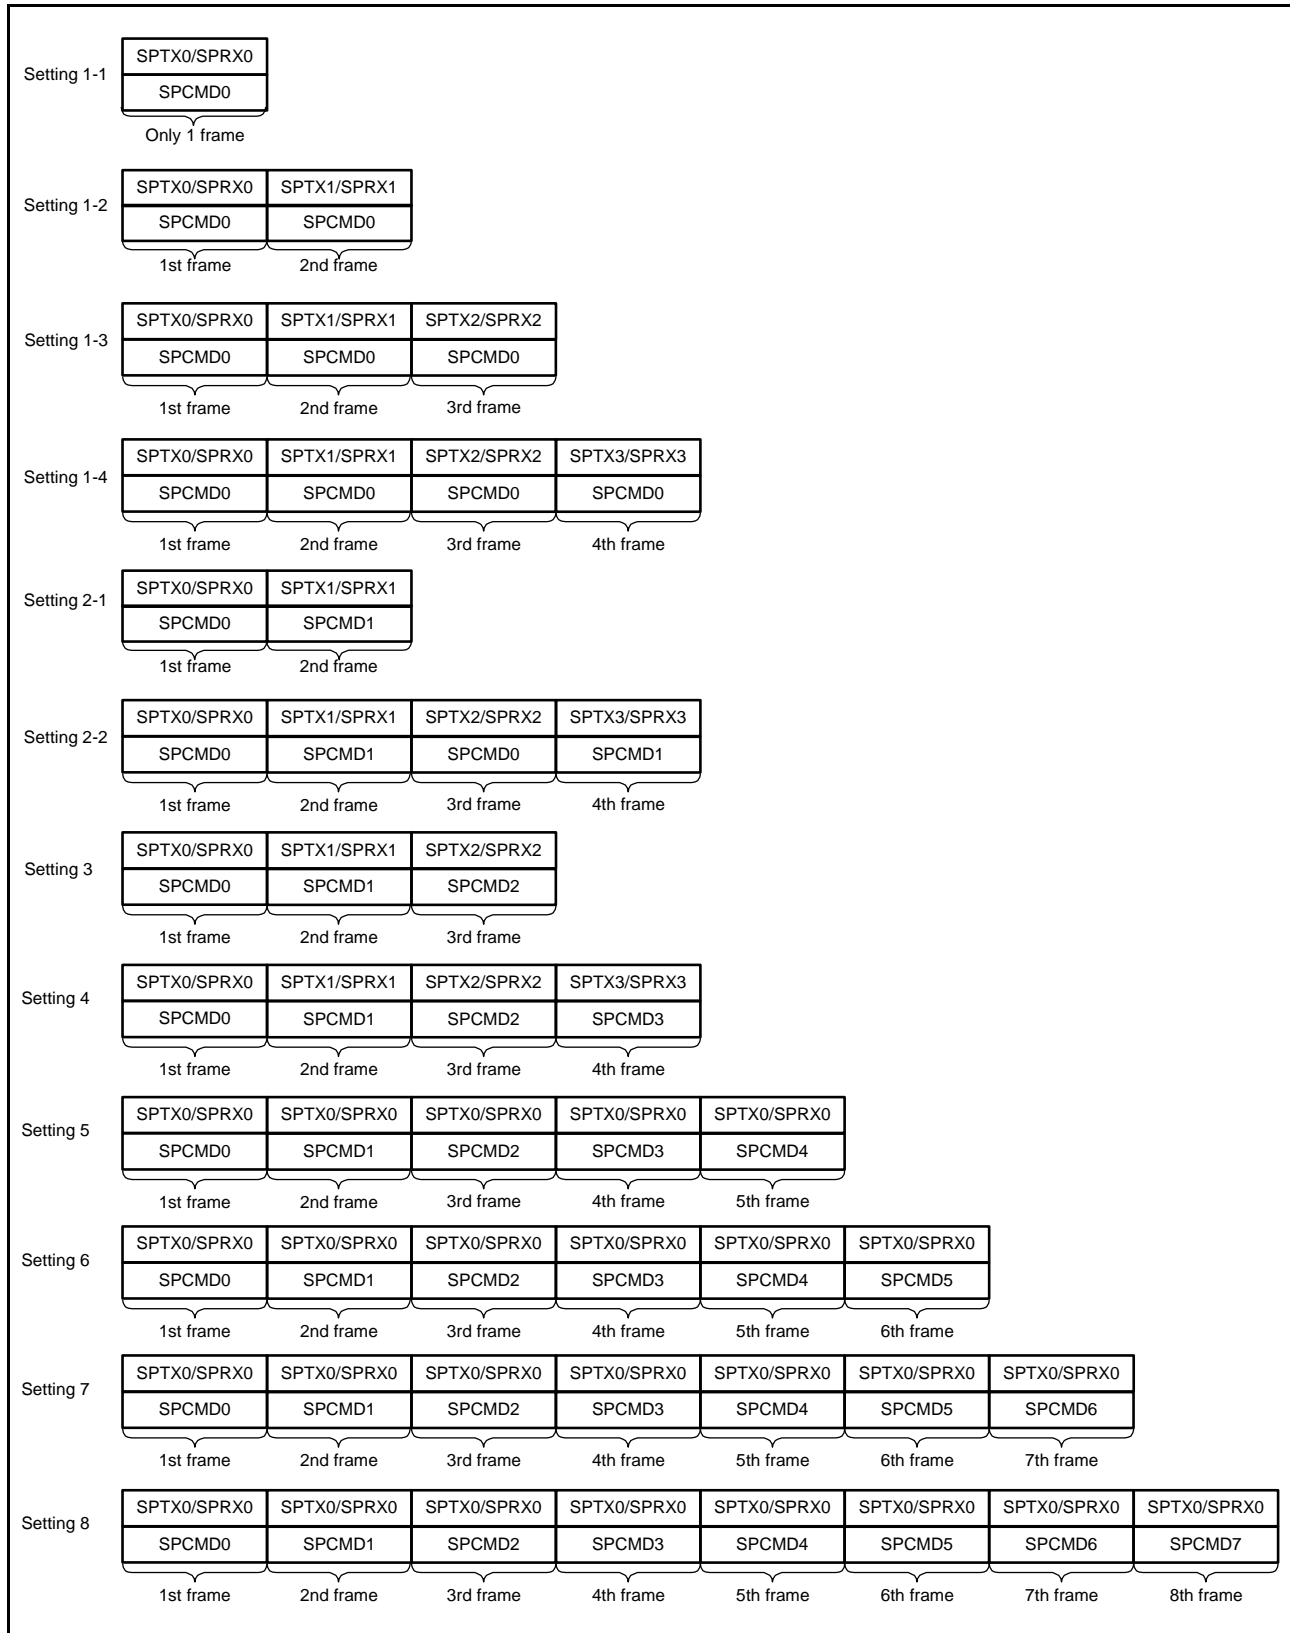 SPTX0/SPRX0
Setting 1-1
SPCMD0
Only 1 frame
SPTX0/SPRX0 SPTX1/SPRX1
Setting 1-2
SPCMD0 SPCMD0
1st frame 2nd frame
SPTX0/SPRX0 SPTX1/SPRX1 SPTX2/SPRX2
Setting 1-3
SPCMD0 SPCMD0 SPCMD0
1st frame 2nd frame 3rd frame
SPTX0/SPRX0 SPTX1/SPRX1 SPTX2/SPRX2 SPTX3/SPRX3
Setting 1-4
SPCMD0 SPCMD0 SPCMD0 SPCMD0
1st frame 2nd frame 3rd frame 4th frame
SPTX0/SPRX0 SPTX1/SPRX1
Setting 2-1
SPCMD0 SPCMD1
1st frame 2nd frame
SPTX0/SPRX0 SPTX1/SPRX1 SPTX2/SPRX2 SPTX3/SPRX3
Setting 2-2
SPCMD0 SPCMD1 SPCMD0 SPCMD1
1st frame 2nd frame 3rd frame 4th frame
SPTX0/SPRX0 SPTX1/SPRX1 SPTX2/SPRX2
Setting 3
SPCMD0 SPCMD1 SPCMD2
1st frame 2nd frame 3rd frame
SPTX0/SPRX0 SPTX1/SPRX1 SPTX2/SPRX2 SPTX3/SPRX3
Setting 4
SPCMD0 SPCMD1 SPCMD2 SPCMD3
1st frame 2nd frame 3rd frame 4th frame
SPTX0/SPRX0 SPTX0/SPRX0 SPTX0/SPRX0 SPTX0/SPRX0 SPTX0/SPRX0
Setting 5
SPCMD0 SPCMD1 SPCMD2 SPCMD3 SPCMD4
1st frame 2nd frame 3rd frame 4th frame 5th frame
SPTX0/SPRX0 SPTX0/SPRX0 SPTX0/SPRX0 SPTX0/SPRX0 SPTX0/SPRX0 SPTX0/SPRX0
Setting 6
SPCMD0 SPCMD1 SPCMD2 SPCMD3 SPCMD4 SPCMD5
1st frame 2nd frame 3rd frame 4th frame 5th frame 6th frame
SPTX0/SPRX0 SPTX0/SPRX0 SPTX0/SPRX0 SPTX0/SPRX0 SPTX0/SPRX0 SPTX0/SPRX0 SPTX0/SPRX0
Setting 7
SPCMD0 SPCMD1 SPCMD2 SPCMD3 SPCMD4 SPCMD5 SPCMD6
1st frame 2nd frame 3rd frame 4th frame 5th frame 6th frame 7th frame
SPTX0/SPRX0 SPTX0/SPRX0 SPTX0/SPRX0 SPTX0/SPRX0 SPTX0/SPRX0 SPTX0/SPRX0 SPTX0/SPRX0 SPTX0/SPRX0
Setting 8
SPCMD0 SPCMD1 SPCMD2 SPCMD3 SPCMD4 SPCMD5 SPCMD6 SPCMD7
1st frame 2nd frame 3rd frame 4th frame 5th frame 6th frame 7th frame 8th frame